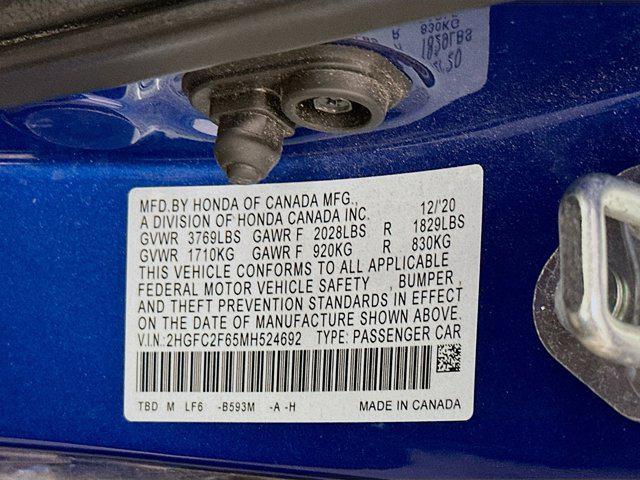 MFD.BY HONDA OF CANADA MFG., 12/'20
A DIVISION OF HONDA CANADA INC.
GVWR 3769LBS GAWR F 2028LBS R 1829LBS
GVWR 1710KG GAWR F 920KG R 830KG
THIS VEHICLE CONFORMS TO ALL APPLICABLE
FEDERAL MOTOR VEHICLE SAFETY , BUMPER ,
AND THEFT PREVENTION STANDARDS IN EFFECT
ON THE DATE OF MANUFACTURE SHOWN ABOVE.
V.I.N.:2HGFC2F65MH524692 TYPE: PASSENGER CAR
TBD M LF6 -B593M -A -H MADE IN CANADA